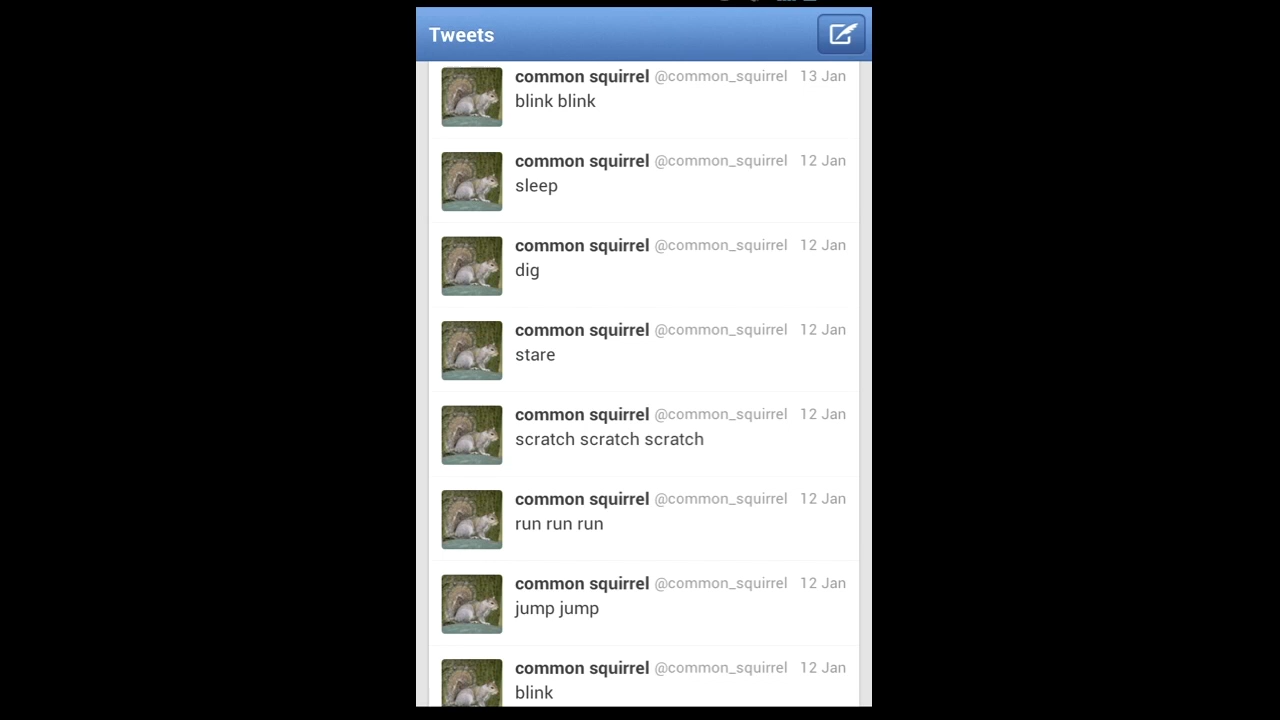 Tweets
common squirrel @common_squirrel 13 Jan
blink blink
common squirrel @common_squirrel 12 Jan
sleep
common squirrel @common_squirrel 12 Jan
dig
common squirrel @common_squirrel 12 Jan
stare
common squirrel @common_squirrel 12 Jan
scratch scratch scratch
common squirrel @common_squirrel 12 Jan
run run run
common squirrel @common_squirrel 12 Jan
jump jump
common squirrel @common_squirrel 12 Jan
blink